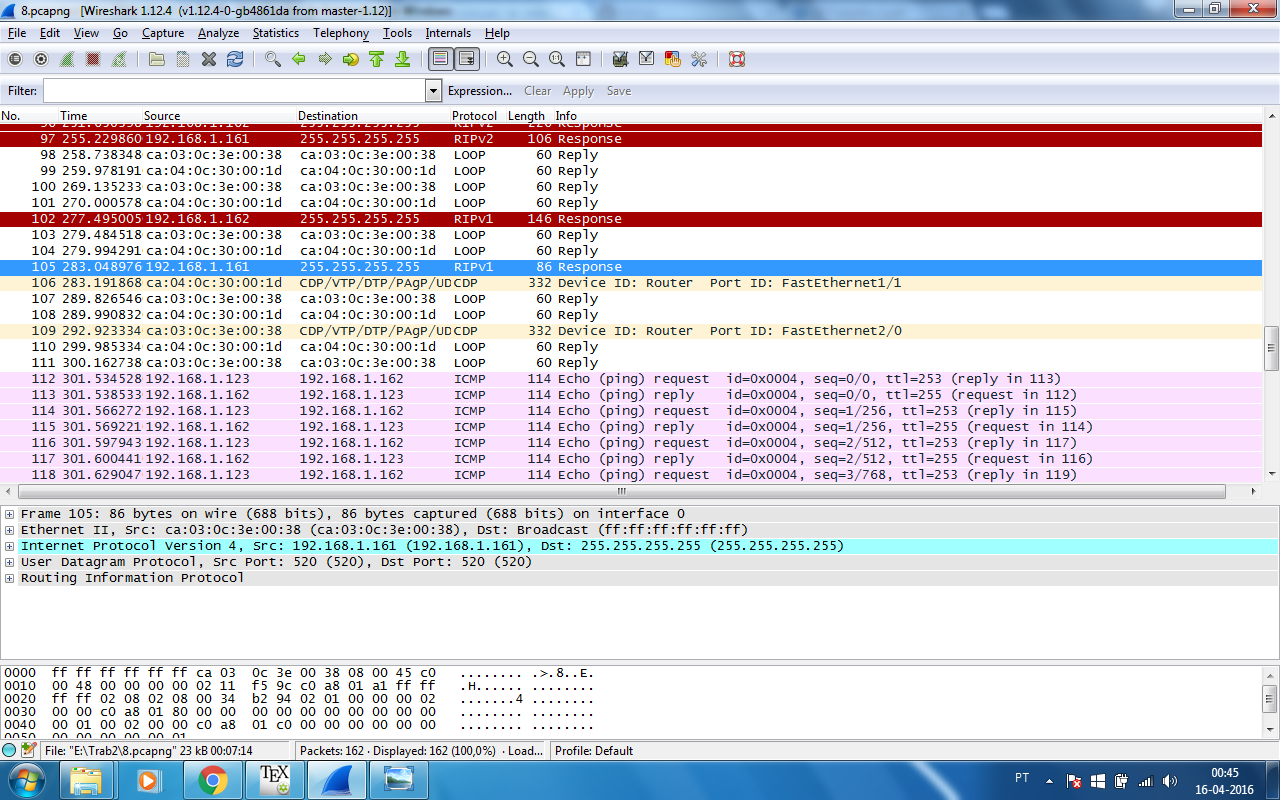 8.pcapng [Wireshark 1.12.4 (v1.12.4-0-gb4861da from master-1.12)]
File Edit View Go Capture Analyze Statistics Telephony Tools Internals Help
Filter: Expression... Clear Apply Save
No. Time Source Destination Protocol Length Info
97 255.229860 192.168.1.161 255.255.255.255 RIPv2 106 Response
98 258.738348 ca:03:0c:3e:00:38 ca:03:0c:3e:00:38 LOOP 60 Reply
99 259.978191 ca:04:0c:30:00:1d ca:04:0c:30:00:1d LOOP 60 Reply
100 269.135233 ca:03:0c:3e:00:38 ca:03:0c:3e:00:38 LOOP 60 Reply
101 270.000578 ca:04:0c:30:00:1d ca:04:0c:30:00:1d LOOP 60 Reply
102 277.495005 192.168.1.162 255.255.255.255 RIPv1 146 Response
103 279.484518 ca:03:0c:3e:00:38 ca:03:0c:3e:00:38 LOOP 60 Reply
104 279.994291 ca:04:0c:30:00:1d ca:04:0c:30:00:1d LOOP 60 Reply
105 283.048976 192.168.1.161 255.255.255.255 RIPv1 86 Response
106 283.191868 ca:04:0c:30:00:1d CDP/VTP/DTP/PAgP/UD CDP 332 Device ID: Router Port ID: FastEthernet1/1
107 289.826546 ca:03:0c:3e:00:38 ca:03:0c:3e:00:38 LOOP 60 Reply
108 289.990832 ca:04:0c:30:00:1d ca:04:0c:30:00:1d LOOP 60 Reply
109 292.923334 ca:03:0c:3e:00:38 CDP/VTP/DTP/PAgP/UD CDP 332 Device ID: Router Port ID: FastEthernet2/0
110 299.985334 ca:04:0c:30:00:1d ca:04:0c:30:00:1d LOOP 60 Reply
111 300.162738 ca:03:0c:3e:00:38 ca:03:0c:3e:00:38 LOOP 60 Reply
112 301.534528 192.168.1.123 192.168.1.162 ICMP 114 Echo (ping) request id=0x0004, seq=0/0, ttl=253 (reply in 113)
113 301.538533 192.168.1.162 192.168.1.123 ICMP 114 Echo (ping) reply id=0x0004, seq=0/0, ttl=255 (request in 112)
114 301.566272 192.168.1.123 192.168.1.162 ICMP 114 Echo (ping) request id=0x0004, seq=1/256, ttl=253 (reply in 115)
115 301.569221 192.168.1.162 192.168.1.123 ICMP 114 Echo (ping) reply id=0x0004, seq=1/256, ttl=255 (request in 114)
116 301.597943 192.168.1.123 192.168.1.162 ICMP 114 Echo (ping) request id=0x0004, seq=2/512, ttl=253 (reply in 117)
117 301.600441 192.168.1.162 192.168.1.123 ICMP 114 Echo (ping) reply id=0x0004, seq=2/512, ttl=255 (request in 116)
118 301.629047 192.168.1.123 192.168.1.162 ICMP 114 Echo (ping) request id=0x0004, seq=3/768, ttl=253 (reply in 119)
Frame 105: 86 bytes on wire (688 bits), 86 bytes captured (688 bits) on interface 0
Ethernet II, Src: ca:03:0c:3e:00:38 (ca:03:0c:3e:00:38), Dst: Broadcast (ff:ff:ff:ff:ff:ff)
Internet Protocol Version 4, Src: 192.168.1.161 (192.168.1.161), Dst: 255.255.255.255 (255.255.255.255)
User Datagram Protocol, Src Port: 520 (520), Dst Port: 520 (520)
Routing Information Protocol
0000 ff ff ff ff ff ff ca 03 0c 3e 00 38 08 00 45 c0 ........ .>.8..E.
0010 00 48 00 00 00 00 02 11 f5 9c c0 a8 01 a1 ff ff .H...... ........
0020 ff ff 02 08 02 08 00 34 b2 94 02 01 00 00 00 02 .......4 ........
0030 00 00 c0 a8 01 80 00 00 00 00 00 00 00 00 00 00 ........ ........
0040 00 01 00 02 00 00 c0 a8 01 c0 00 00 00 00 00 00 ........ ........
0050 00 00 00 00 00 01
File: "E:\Trab2\8.pcapng" 23 kB 00:07:14 Packets: 162 · Displayed: 162 (100,0%) · Load... Profile: Default
TEX
PT
00:45
16-04-2016